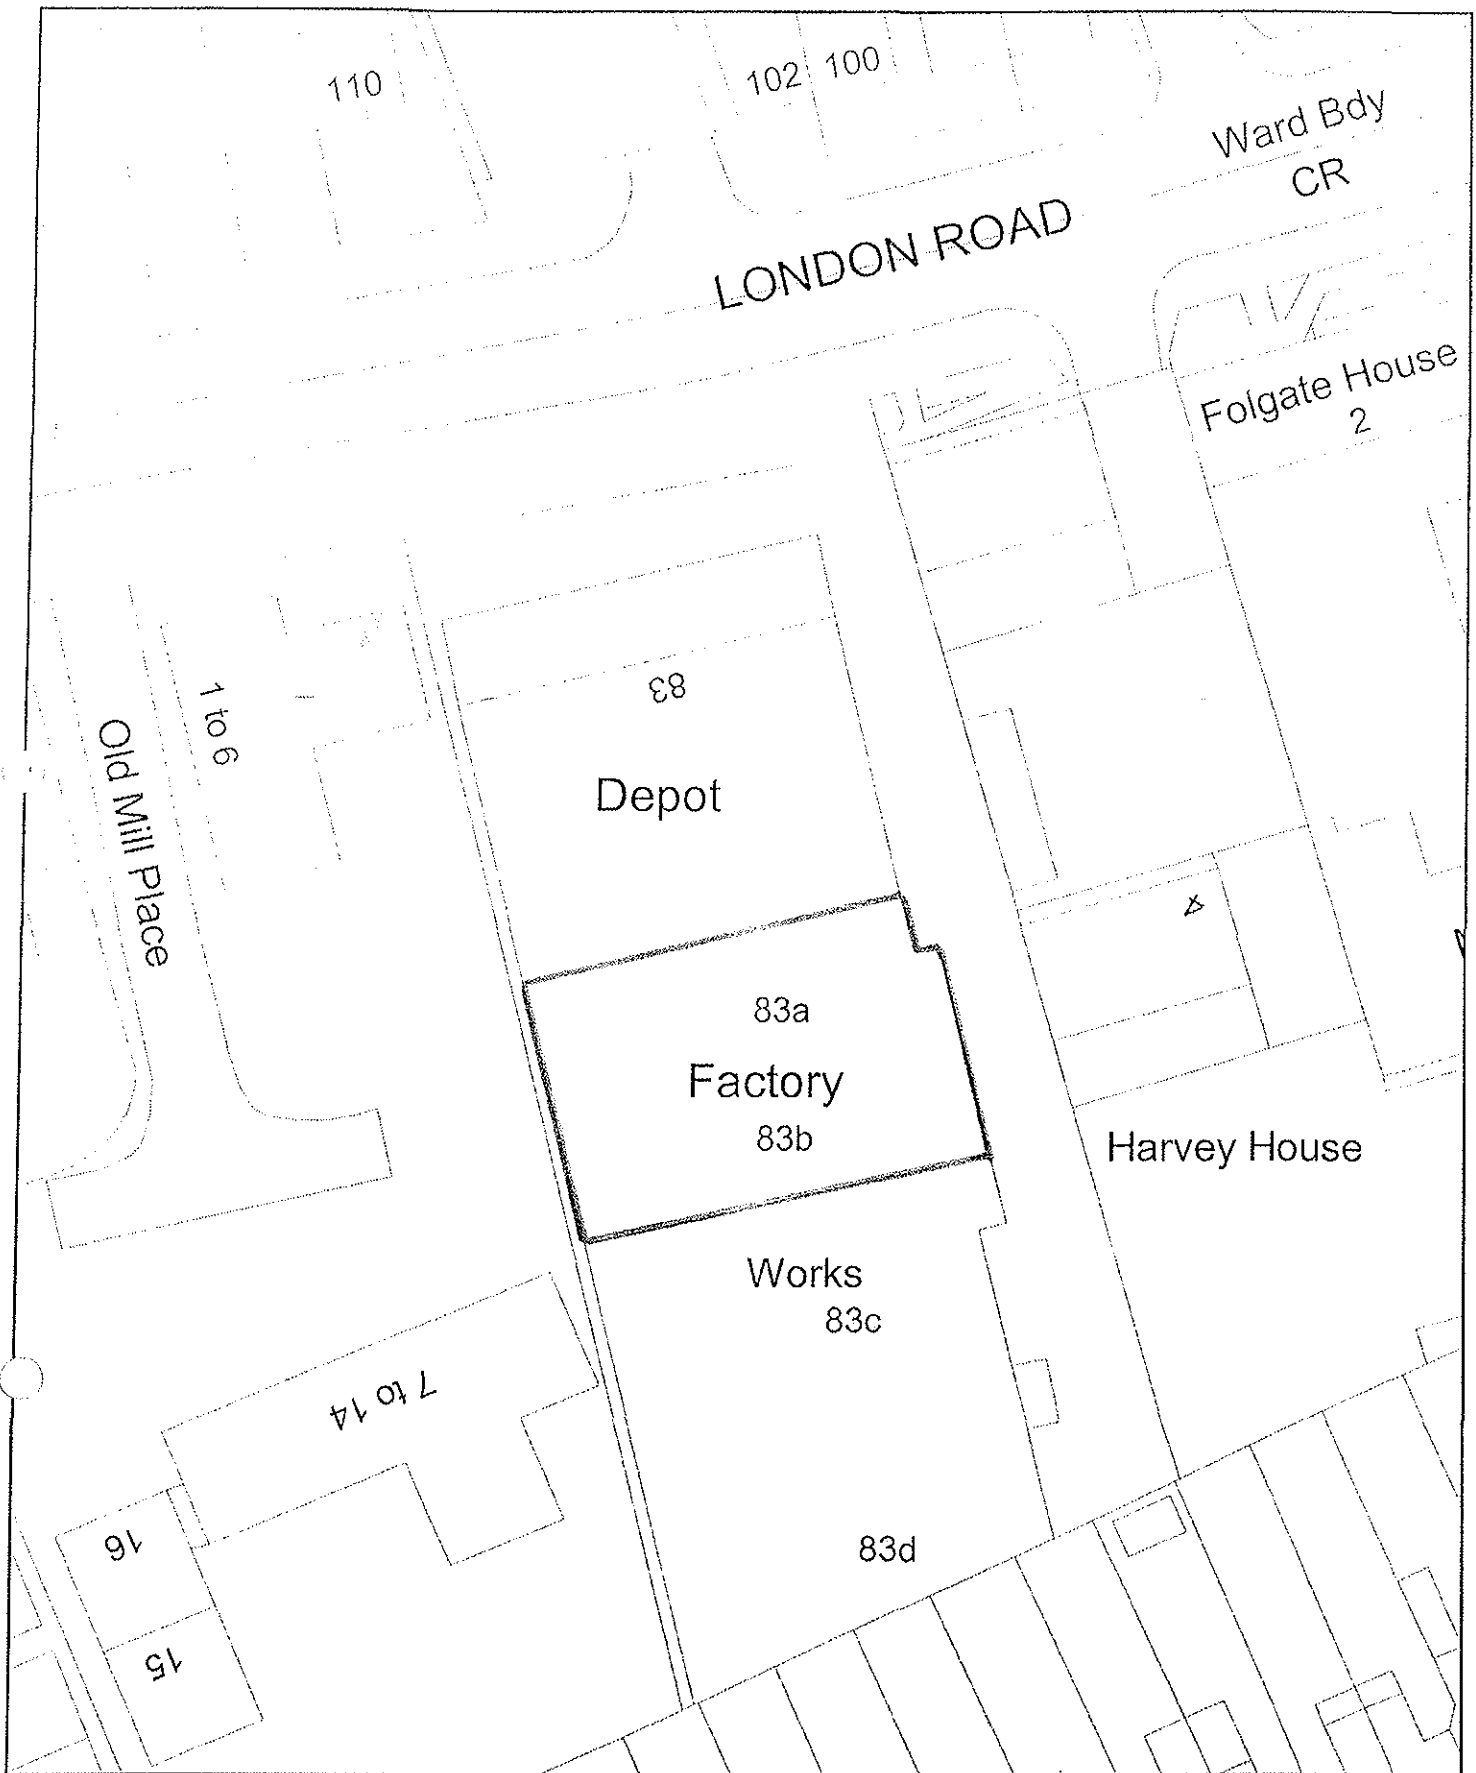 110
102 100
Ward Bdy
CR
LONDON ROAD
Folgate House
2
83
1 to 6
Old Mill Place
Depot
4
83a
Factory
83b
Harvey House
Works
83c
7 to 14
16
83d
15